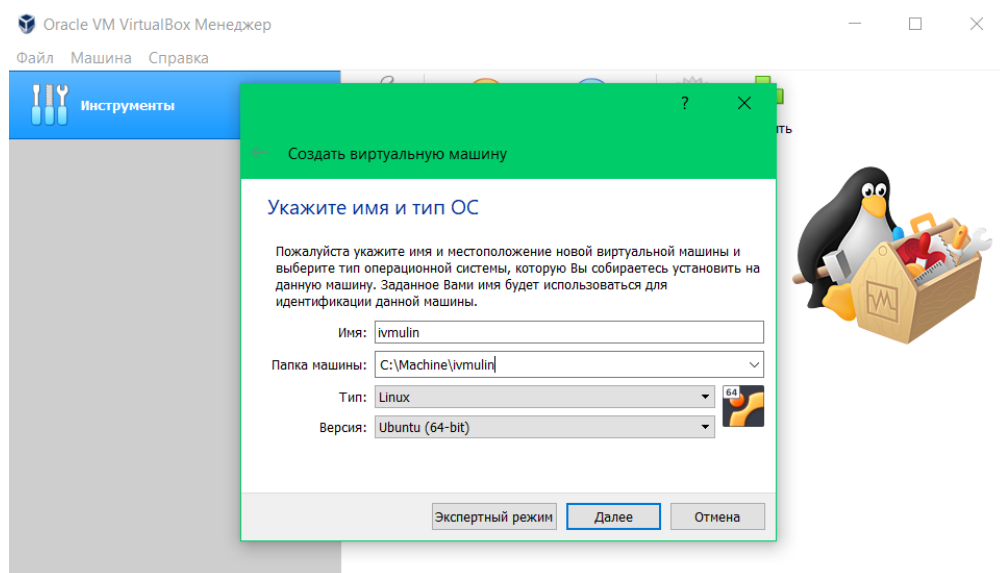 Oracle VM VirtualBox Менеджер
Файл Машина Справка
Инструменты
?
ть
Создать виртуальную машину
Укажите имя и тип ОС
Пожалуйста укажите имя и местоположение новой виртуальной машины и
выберите тип операционной системы, которую Вы собираетесь установить на
данную машину. Заданное Вами имя будет использоваться для
идентификации данной машины.
Имя: ivmulin
Папка машины: C:\Machine\ivmulin
Тип: Linux
64
Версия: Ubuntu (64-bit)
Экспертный режим Далее Отмена